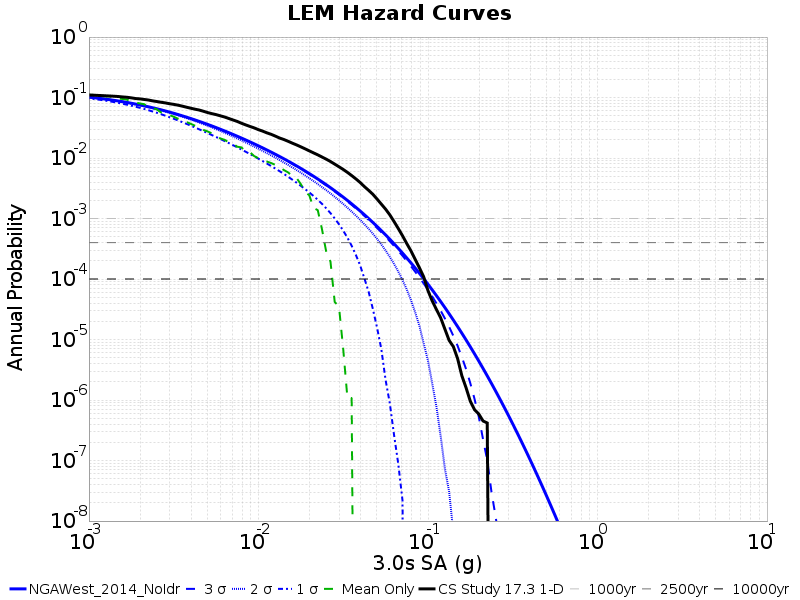 LEM Hazard Curves
10^0
10^-1
10^-2
10^-3
10^-4
10^-5
10^-6
10^-7
10^-8
Annual Probability
10^-3 10^-2 10^-1 10^0 10^1
3.0s SA (g)
NGAWest_2014_NoIdr 3 σ 2 σ 1 σ Mean Only CS Study 17.3 1-D 1000yr 2500yr 10000yr